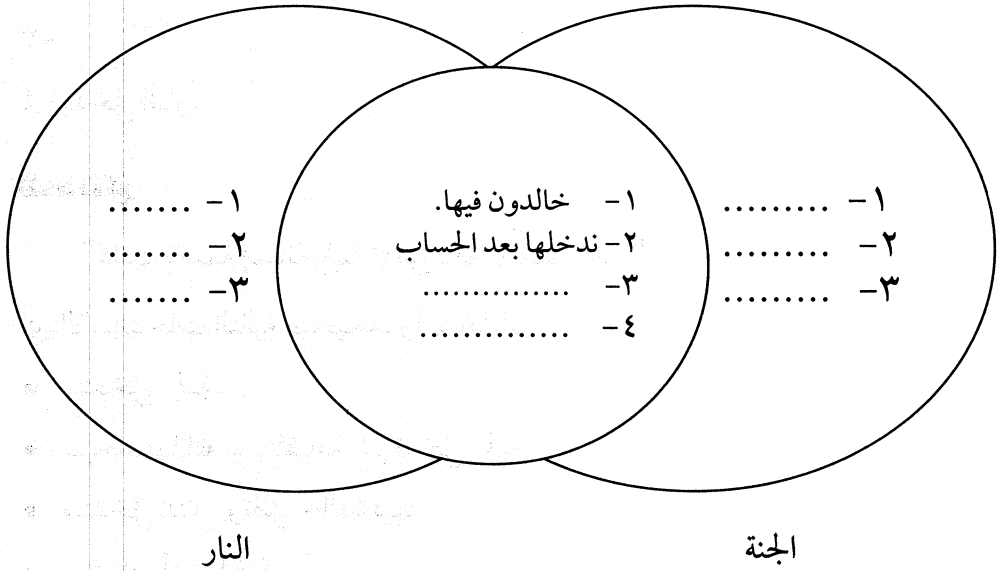 ١- .........
٢- .........
٣- .........
١- خالدون فيها.
٢- ندخلها بعد الحساب
٣- ...............
٤- ...............
١- .......
٢- .......
٣- .......
الجنة
النار